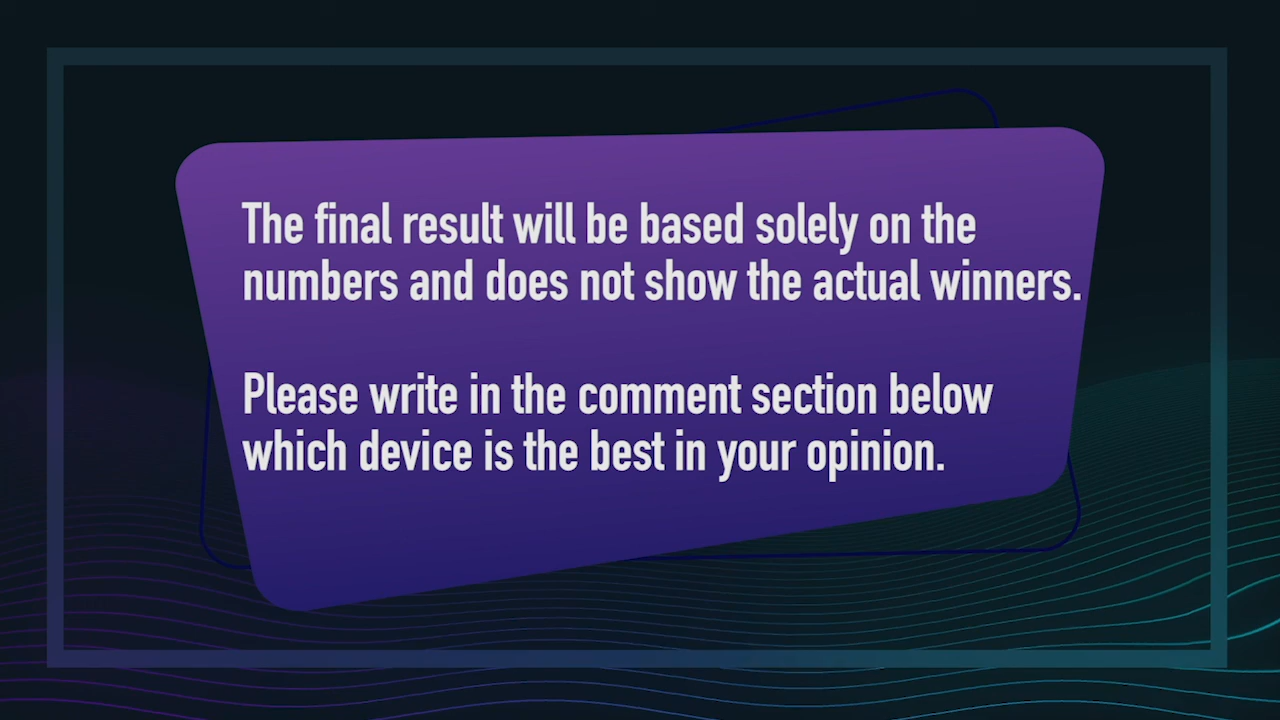 The final result will be based solely on the
numbers and does not show the actual winners.
Please write in the comment section below
which device is the best in your opinion.